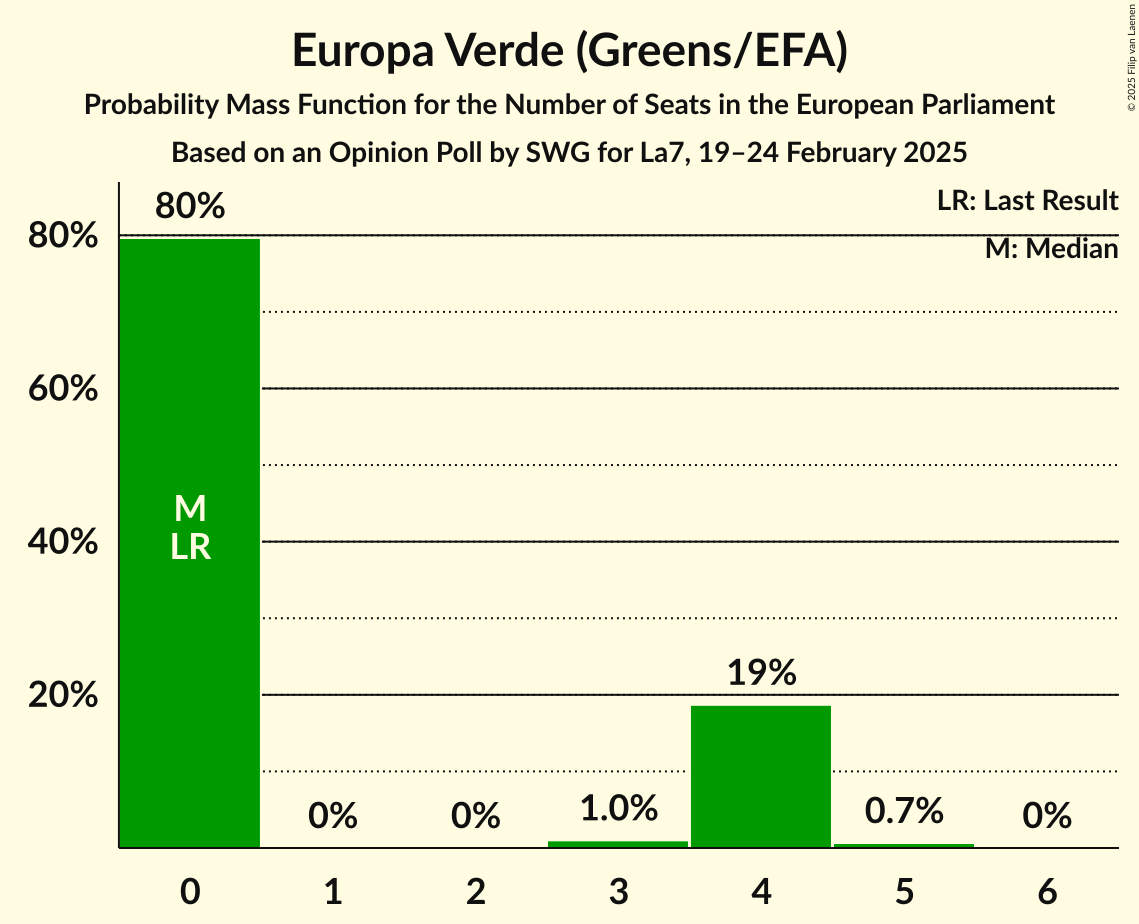 Europa Verde (Greens/EFA)
Probability Mass Function for the Number of Seats in the European Parliament
Based on an Opinion Poll by SWG for La7, 19–24 February 2025
© 2025 Filip van Laenen
LR: Last Result
M: Median
80%
60%
40%
20%
80%
M
LR
0%
0%
1.0%
19%
0.7%
0%
0
1
2
3
4
5
6